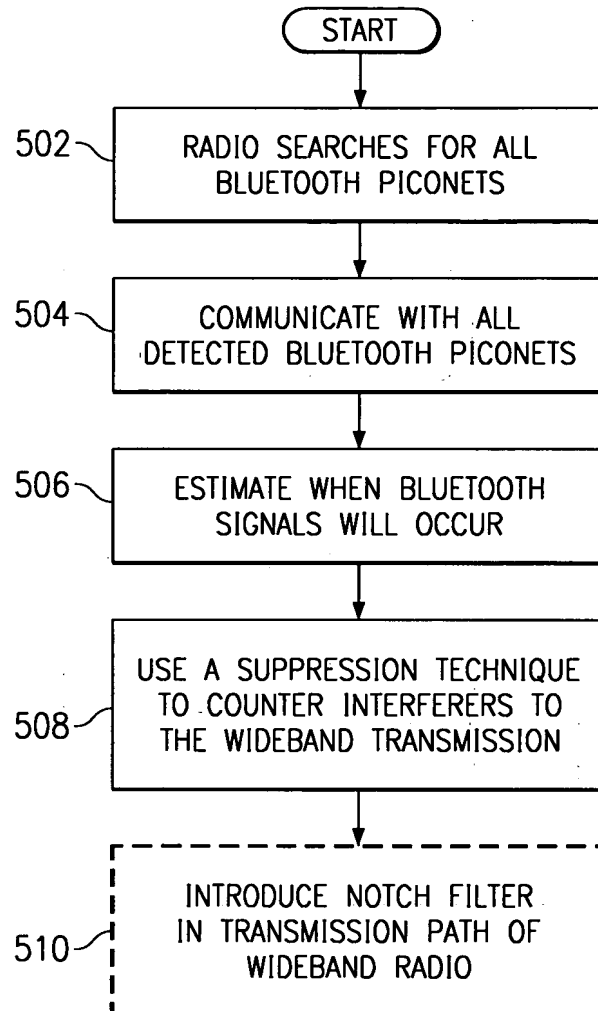 START
502
RADIO SEARCHES FOR ALL
BLUETOOTH PICONETS
504
COMMUNICATE WITH ALL
DETECTED BLUETOOTH PICONETS
506
ESTIMATE WHEN BLUETOOTH
SIGNALS WILL OCCUR
508
USE A SUPPRESSION TECHNIQUE
TO COUNTER INTERFERERS TO
THE WIDEBAND TRANSMISSION
510
INTRODUCE NOTCH FILTER
IN TRANSMISSION PATH OF
WIDEBAND RADIO